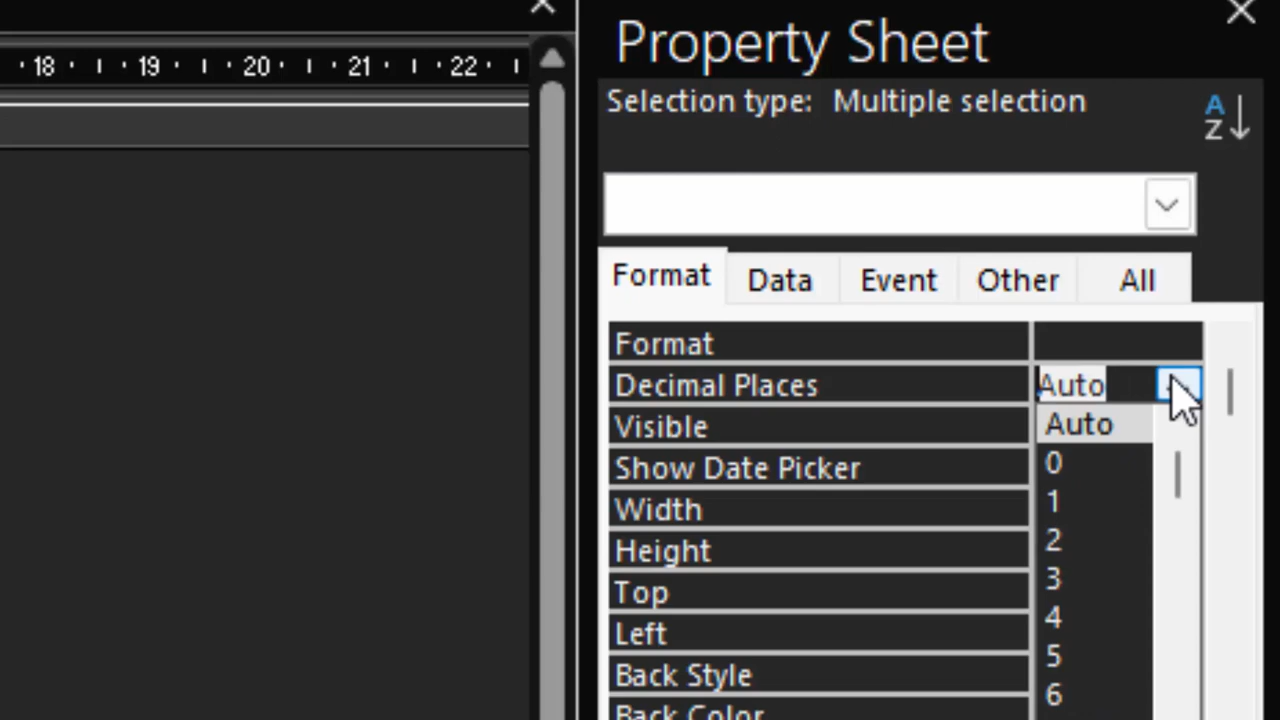 18 19 20 21 22
Property Sheet
Selection type: Multiple selection
A
Z
Format Data Event Other All
Format
Decimal Places Auto
Visible Auto
Show Date Picker 0
Width 1
Height 2
Top 3
Left 4
Back Style 5
Back Color 6